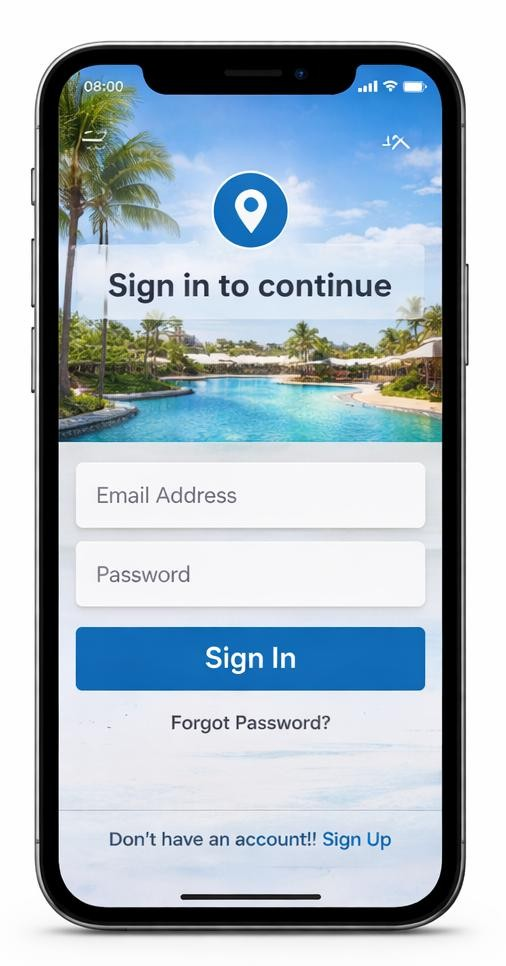 08:00
Sign in to continue
Email Address
Password
Sign In
Forgot Password?
Don't have an account!! Sign Up